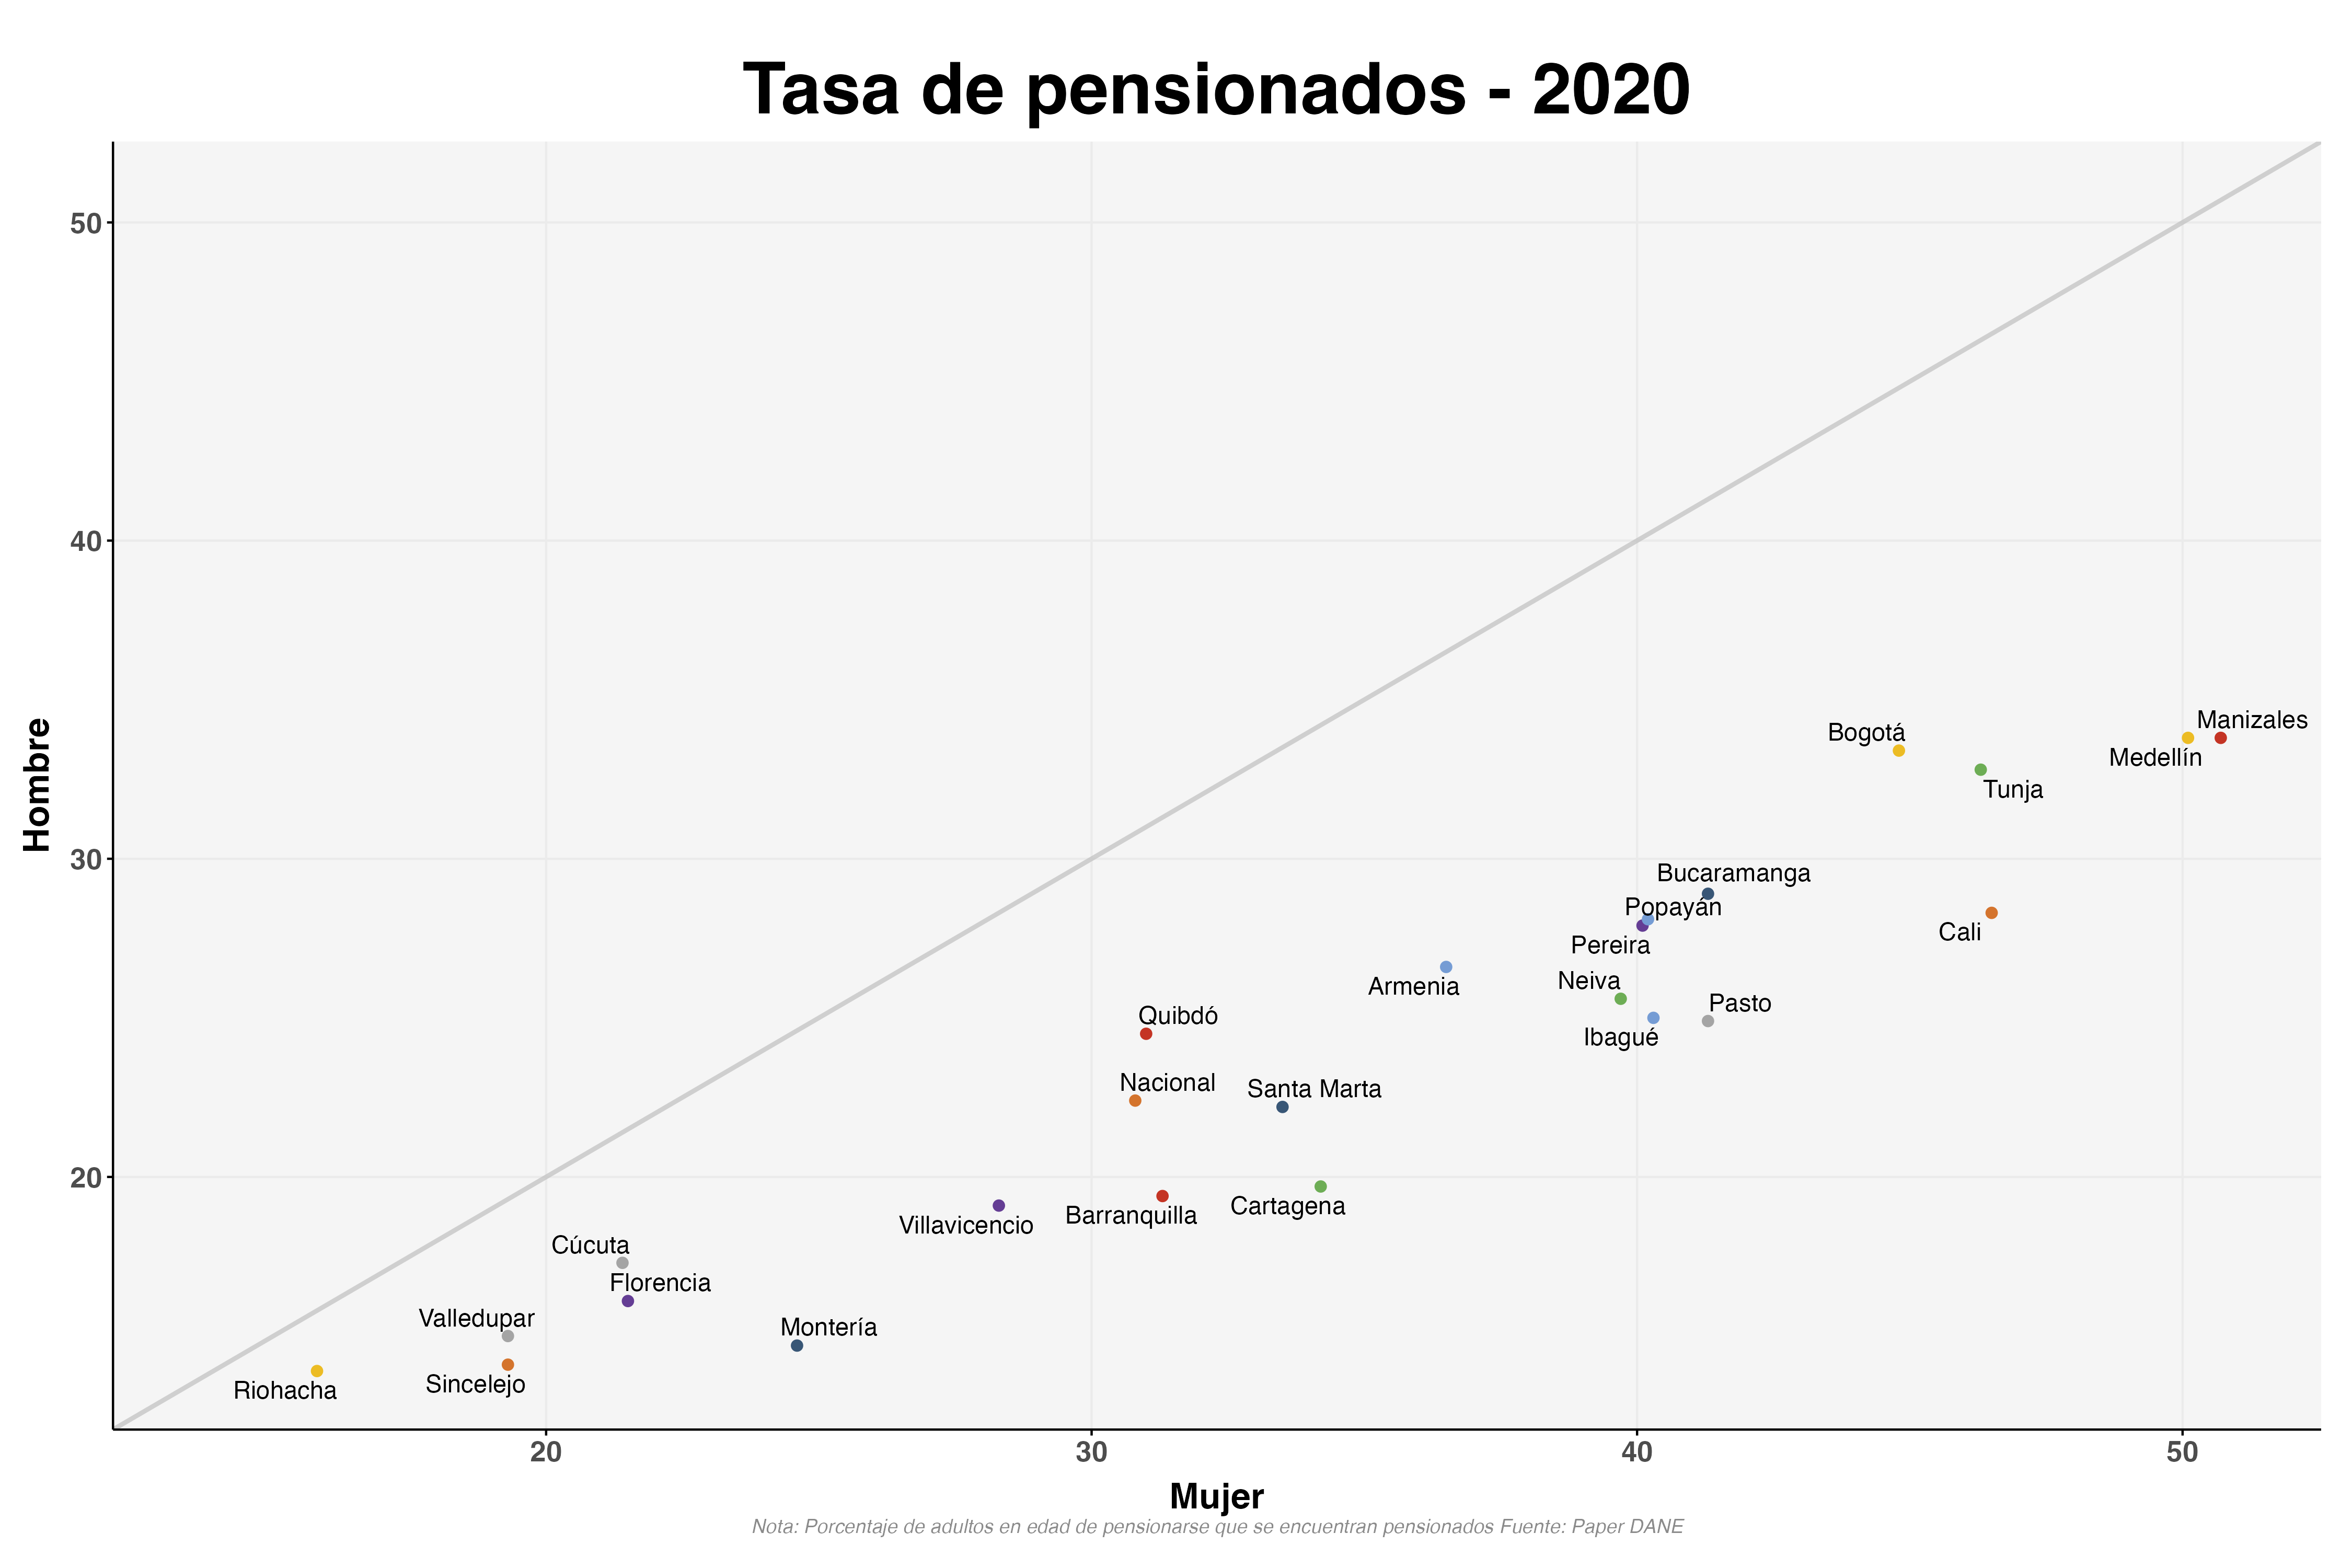 Tasa de pensionados - 2020
50
40
30
20
Hombre
Manizales
Bogotá
Medellín
Tunja
Bucaramanga
Popayán
Cali
Pereira
Neiva
Armenia
Pasto
Quibdó
Ibagué
Nacional
Santa Marta
Cartagena
Barranquilla
Villavicencio
Cúcuta
Florencia
Valledupar
Montería
Sincelejo
Riohacha
20
30
40
50
Mujer
Nota: Porcentaje de adultos en edad de pensionarse que se encuentran pensionados Fuente: Paper DANE